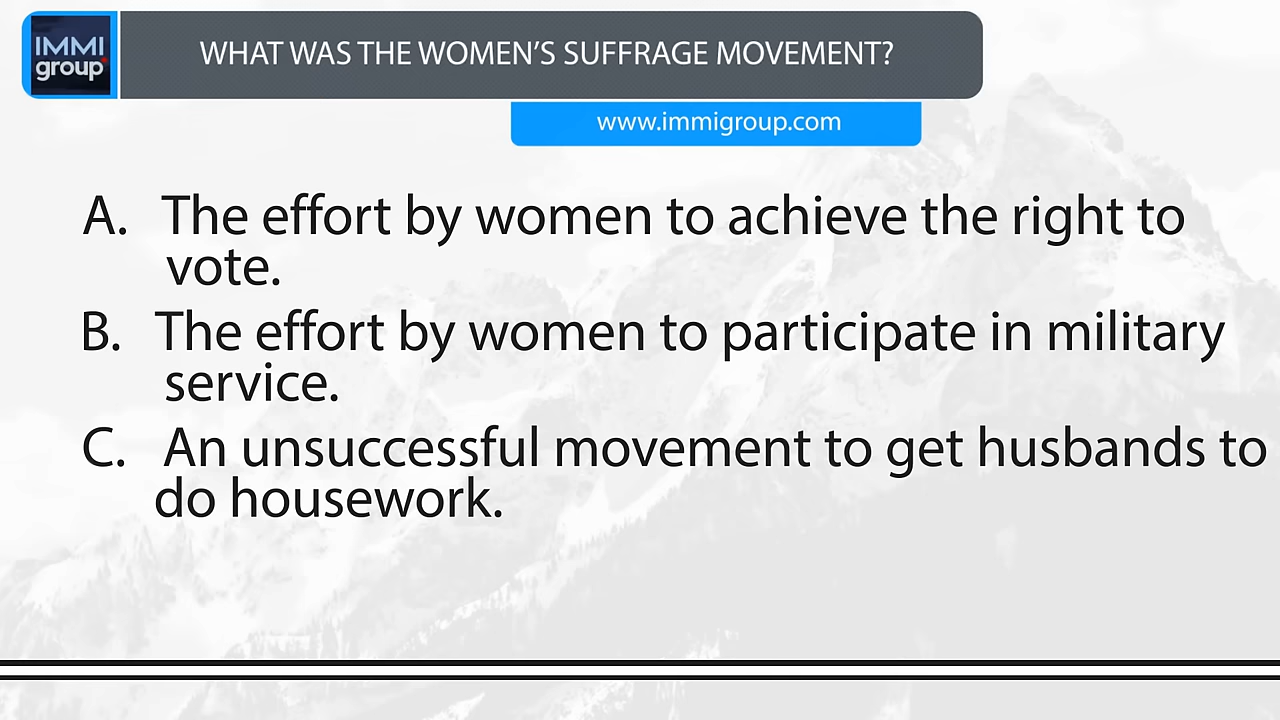 IMMI
group
WHAT WAS THE WOMEN’S SUFFRAGE MOVEMENT?
www.immigroup.com
A. The effort by women to achieve the right to
vote.
B. The effort by women to participate in military
service.
C. An unsuccessful movement to get husbands to
do housework.